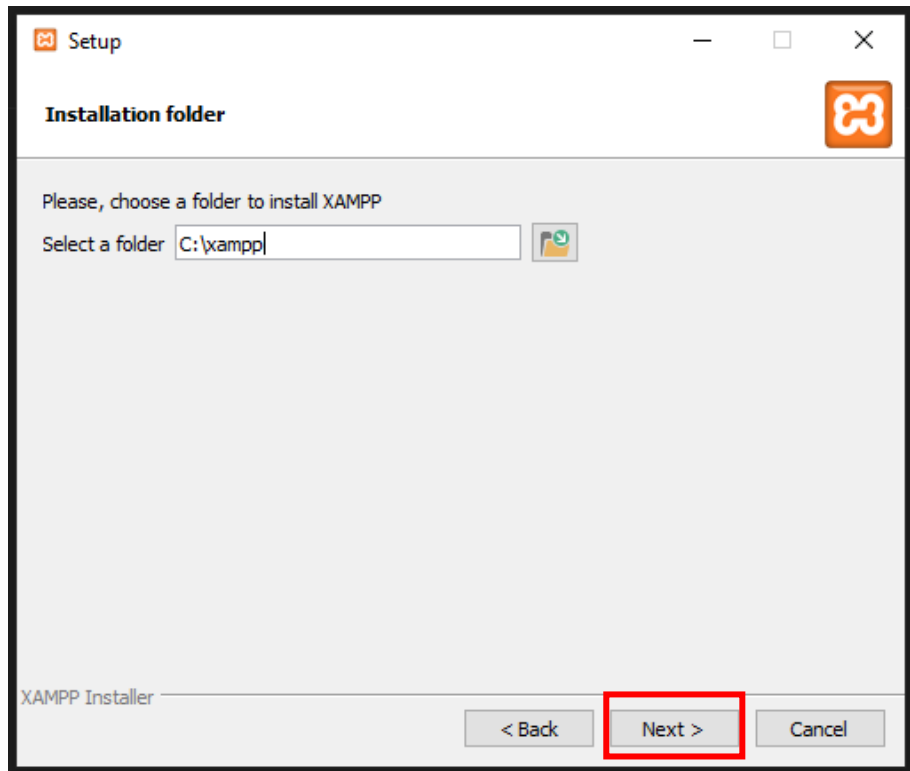 Setup
Installation folder
Please, choose a folder to install XAMPP
Select a folder C:\xampp
XAMPP Installer
< Back Next > Cancel